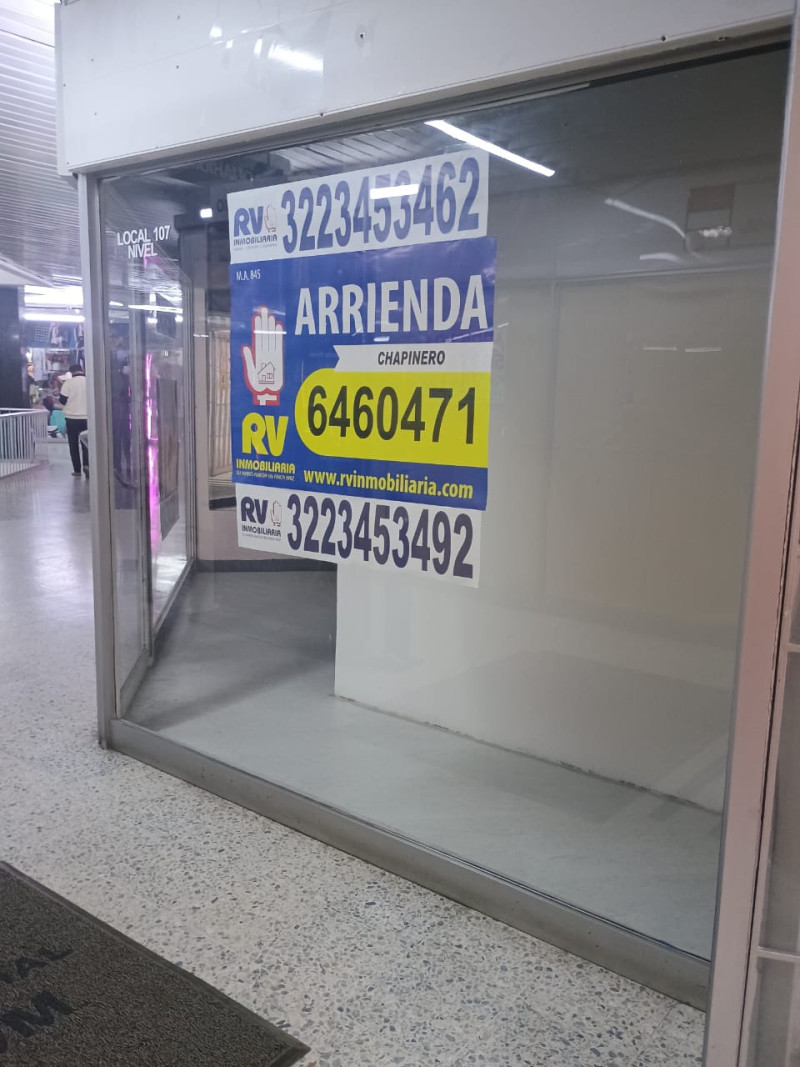 LOCAL 107
NIVEL
RV
INMOBILIARIA
3223453462
M.A. 845
ARRIENDA
CHAPINERO
6460471
RV
INMOBILIARIA
www.rvinmobiliaria.com
RV
INMOBILIARIA
3223453492